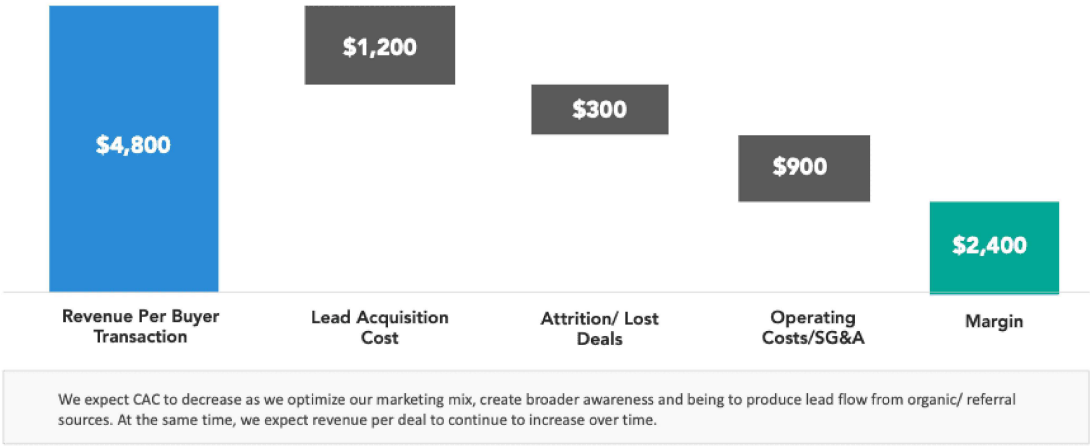 $4,800
$1,200
$300
$900
$2,400
Revenue Per Buyer
Transaction
Lead Acquisition
Cost
Attrition/ Lost
Deals
Operating
Costs/SG&A
Margin
We expect CAC to decrease as we optimize our marketing mix, create broader awareness and being to produce lead flow from organic/ referral
sources. At the same time, we expect revenue per deal to continue to increase over time.